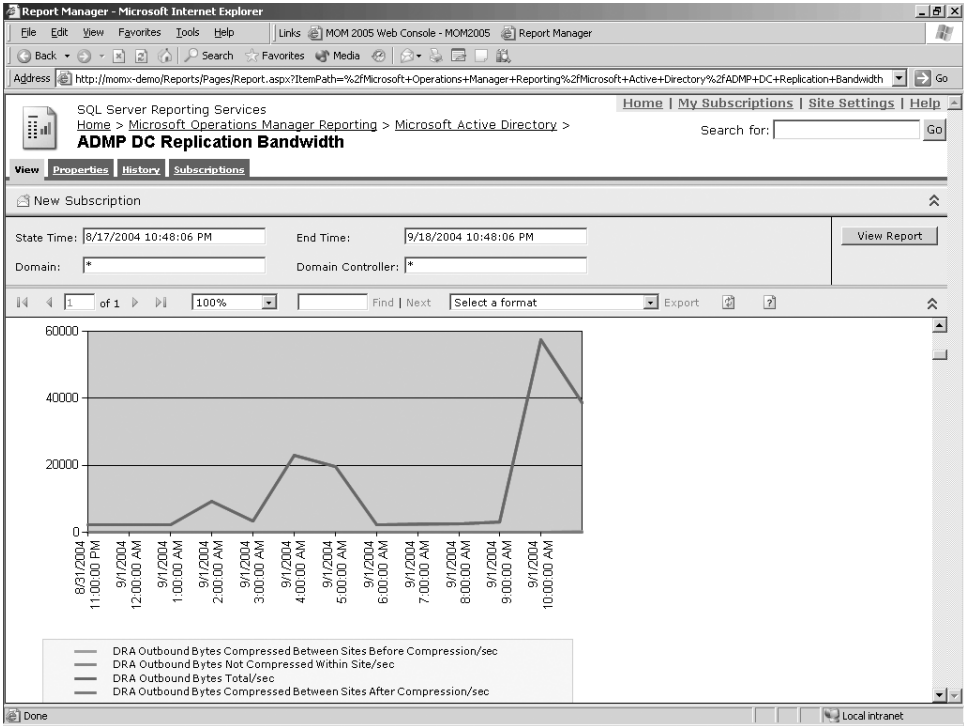 Report Manager - Microsoft Internet Explorer
File Edit View Favorites Tools Help Links MOM 2005 Web Console - MOM2005 Report Manager
Back Search Favorites Media
Address http://momx-demo/Reports/Pages/Report.aspx?ItemPath=%2fMicrosoft+Operations+Manager+Reporting%2fMicrosoft+Active+Directory%2fADMP+DC+Replication+Bandwidth Go
Home | My Subscriptions | Site Settings | Help
SQL Server Reporting Services
Home > Microsoft Operations Manager Reporting > Microsoft Active Directory >
Search for: Go
ADMP DC Replication Bandwidth
View Properties History Subscriptions
New Subscription
State Time: 8/17/2004 10:48:06 PM End Time: 9/18/2004 10:48:06 PM View Report
Domain: * Domain Controller: *
1 of 1 100% Find | Next Select a format Export
60000
40000
20000
0
8/31/2004 11:00:00 PM
9/1/2004 12:00:00 AM
9/1/2004 1:00:00 AM
9/1/2004 2:00:00 AM
9/1/2004 3:00:00 AM
9/1/2004 4:00:00 AM
9/1/2004 5:00:00 AM
9/1/2004 6:00:00 AM
9/1/2004 7:00:00 AM
9/1/2004 8:00:00 AM
9/1/2004 9:00:00 AM
9/1/2004 10:00:00 AM
DRA Outbound Bytes Compressed Between Sites Before Compression/sec
DRA Outbound Bytes Not Compressed Within Site/sec
DRA Outbound Bytes Total/sec
DRA Outbound Bytes Compressed Between Sites After Compression/sec
Done Local intranet